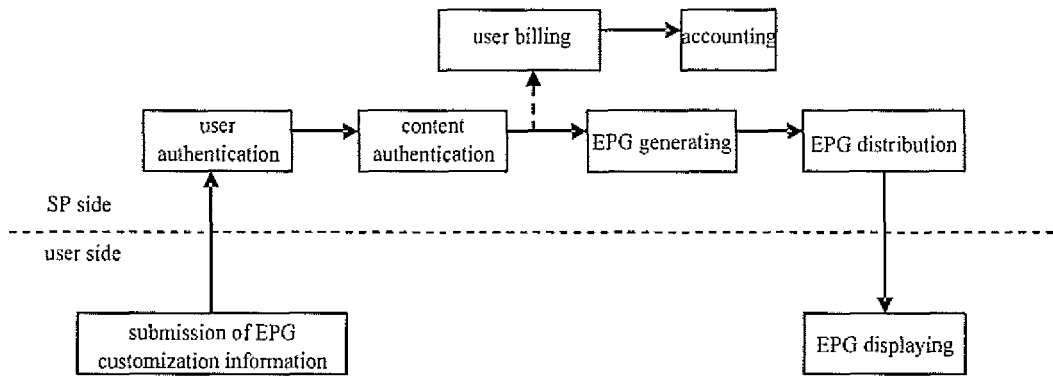 user billing
accounting
user
authentication
content
authentication
EPG generating
EPG distribution
SP side
user side
submission of EPG
customization information
EPG displaying